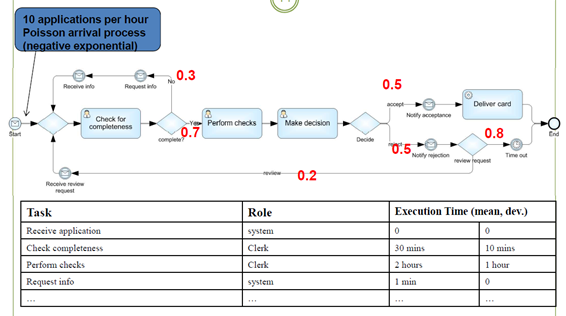 10 applications per hour
Poisson arrival process
(negative exponential)
Receive info
Request info
No
0.3
0.5
Start
Check for
completeness
complete?
Yes
0.7
Perform checks
Make decision
Decide
accept
Notify acceptance
Deliver card
reject
0.5
Notify rejection
review request
0.8
Time out
End
Receive review
request
review
0.2
Task Role Execution Time (mean, dev.)
Receive application system 0 0
Check completeness Clerk 30 mins 10 mins
Perform checks Clerk 2 hours 1 hour
Request info system 1 min 0
… … … …